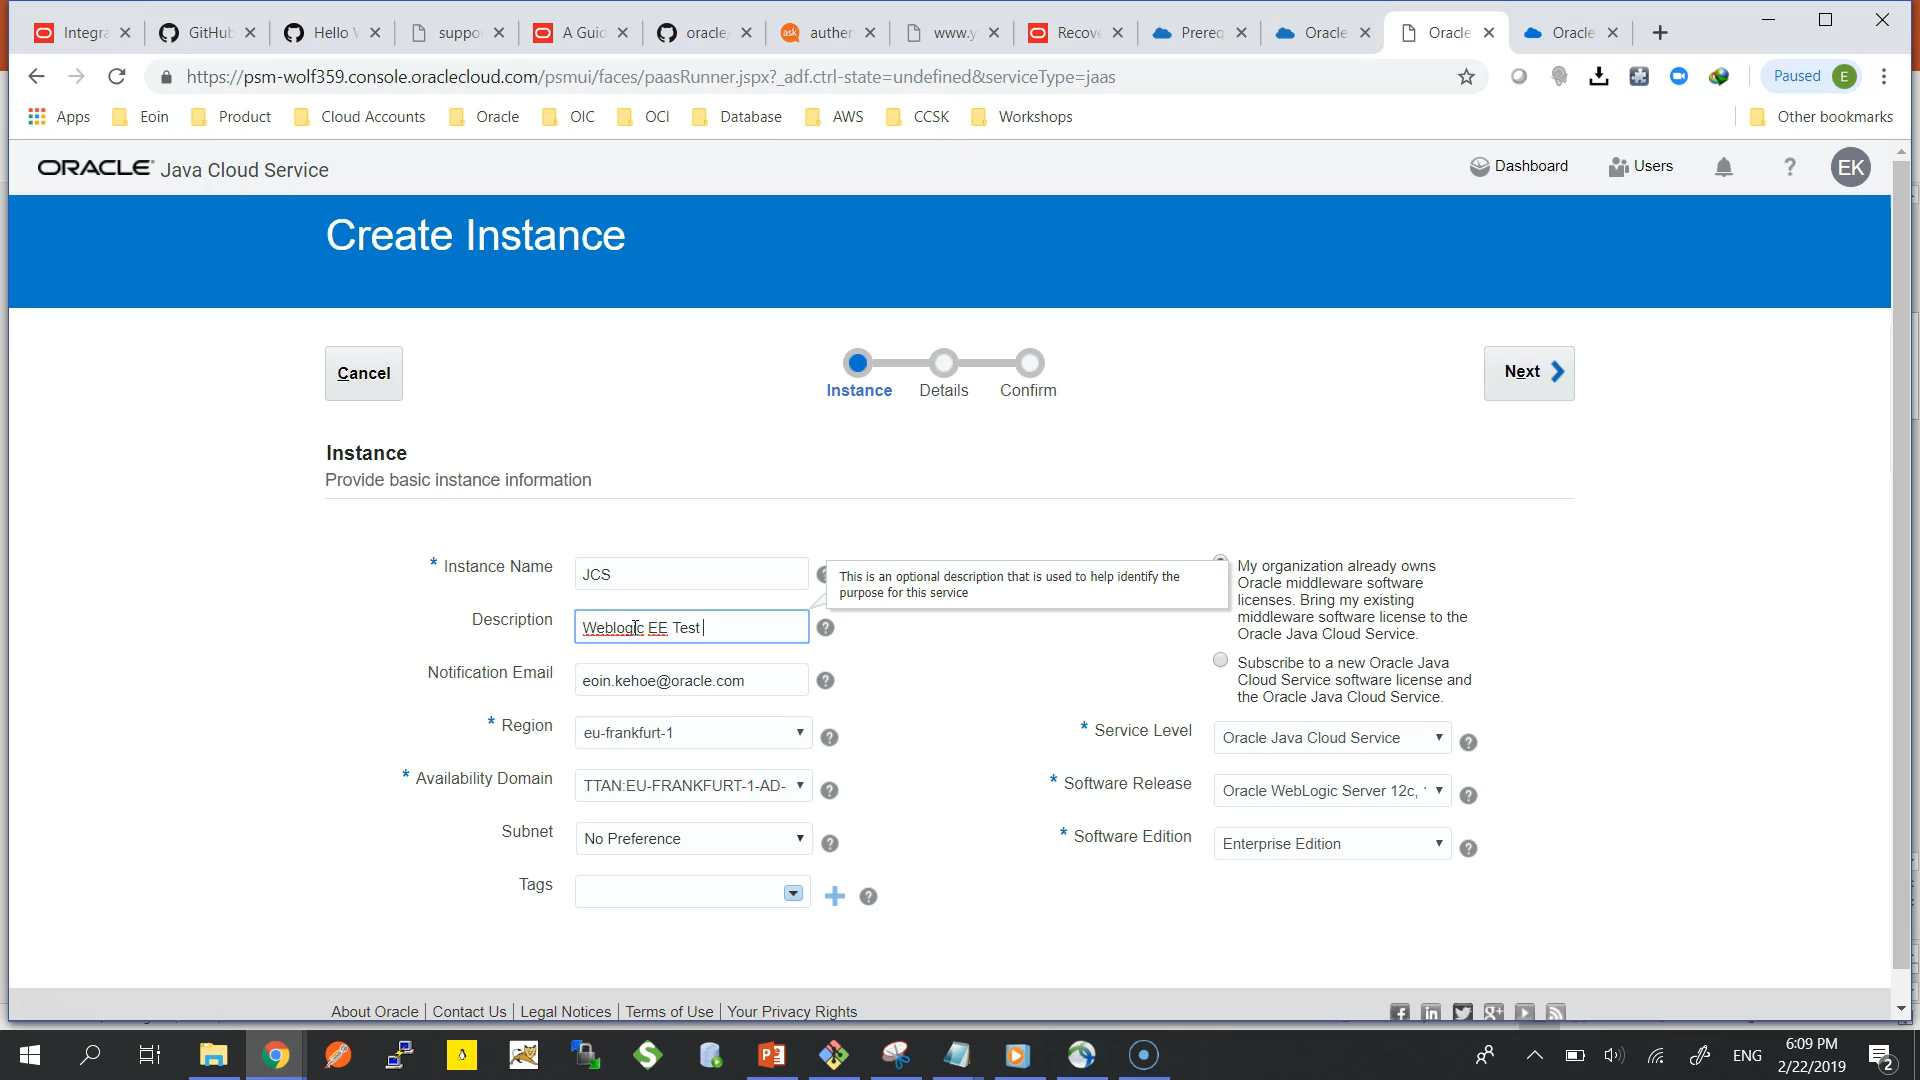 Integra
GitHub
Hello
suppo
A Guid
oracle
ask
auther
www.y
Recove
Prereq
Oracle
Oracle
Oracle
https://psm-wolf359.console.oraclecloud.com/psmui/faces/paasRunner.jspx?_adf.ctrl-state=undefined&serviceType=jaas
Paused E
Apps Eoin Product Cloud Accounts Oracle OIC OCI Database AWS CCSK Workshops Other bookmarks
ORACLE Java Cloud Service
Dashboard Users ? EK
Create Instance
Cancel
Instance Details Confirm
Next
Instance
Provide basic instance information
* Instance Name JCS
This is an optional description that is used to help identify the
purpose for this service
Description Weblogic EE Test
Notification Email eoin.kehoe@oracle.com
* Region eu-frankfurt-1
* Availability Domain TTAN:EU-FRANKFURT-1-AD-
Subnet No Preference
Tags
My organization already owns
Oracle middleware software
licenses. Bring my existing
middleware software license to the
Oracle Java Cloud Service.
Subscribe to a new Oracle Java
Cloud Service software license and
the Oracle Java Cloud Service.
* Service Level Oracle Java Cloud Service
* Software Release Oracle WebLogic Server 12c,
* Software Edition Enterprise Edition
About Oracle | Contact Us | Legal Notices | Terms of Use | Your Privacy Rights
ENG
6:09 PM
2/22/2019
2